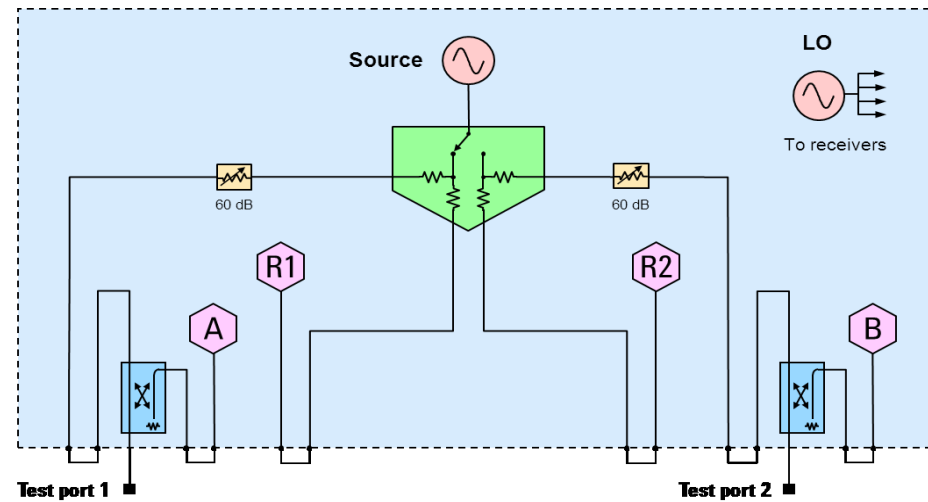 Source
LO
To receivers
60 dB
60 dB
R1
R2
A
B
Test port 1
Test port 2